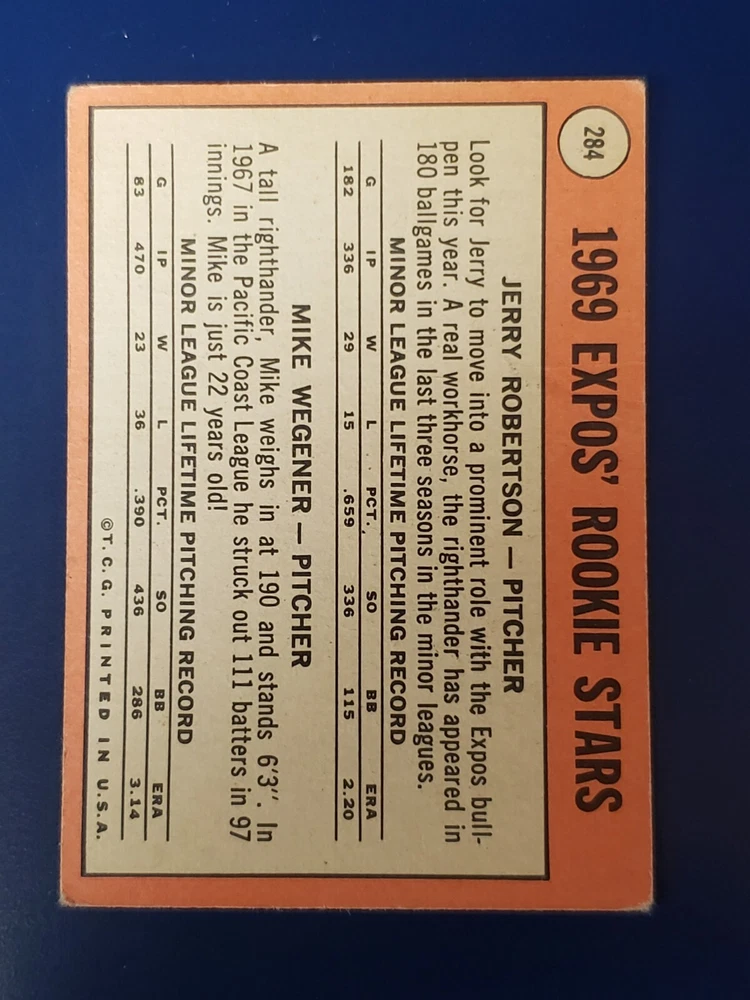 284
1969 EXPOS' ROOKIE STARS
JERRY ROBERTSON — PITCHER
Look for Jerry to move into a prominent role with the Expos bull-
pen this year. A real workhorse, the righthander has appeared in
180 ballgames in the last three seasons in the minor leagues.
MINOR LEAGUE LIFETIME PITCHING RECORD
G IP W L PCT. SO BB ERA
182 336 29 15 .659 336 115 2.20
MIKE WEGENER — PITCHER
A tall righthander, Mike weighs in at 190 and stands 6'3''. In
1967 in the Pacific Coast League he struck out 111 batters in 97
innings. Mike is just 22 years old!
MINOR LEAGUE LIFETIME PITCHING RECORD
G IP W L PCT. SO BB ERA
83 470 23 36 .390 436 286 3.14
©T.C.G. PRINTED IN U.S.A.